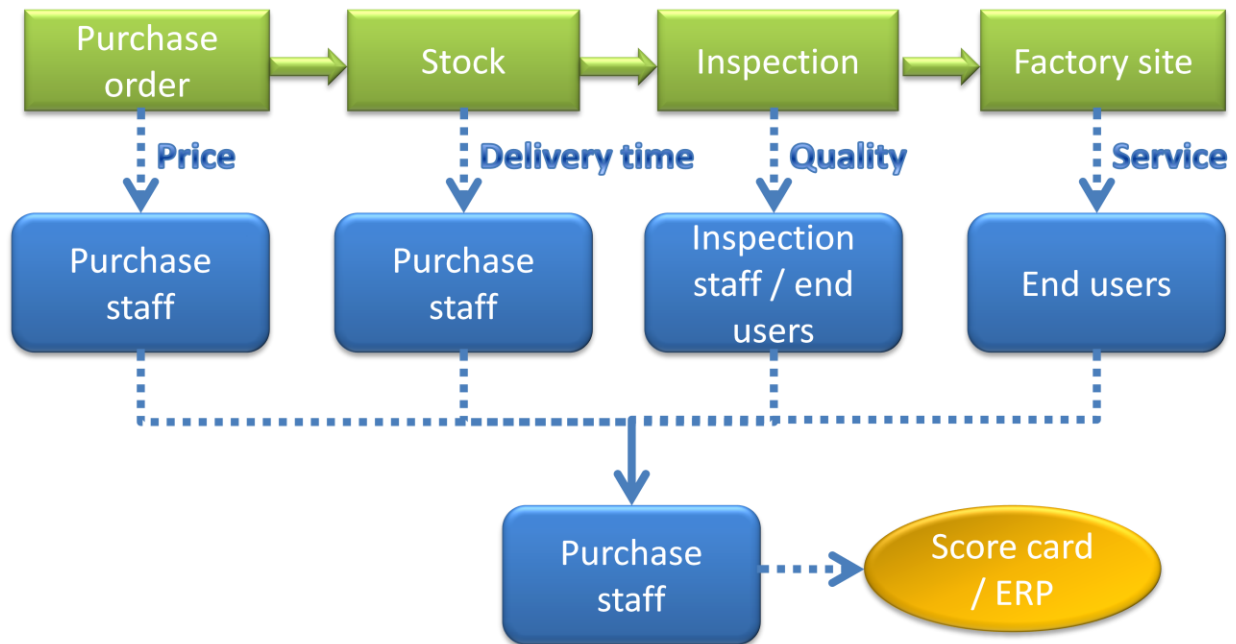 Purchase
order
Stock
Inspection
Factory site
Price
Delivery time
Quality
Service
Purchase
staff
Purchase
staff
Inspection
staff / end
users
End users
Purchase
staff
Score card
/ ERP